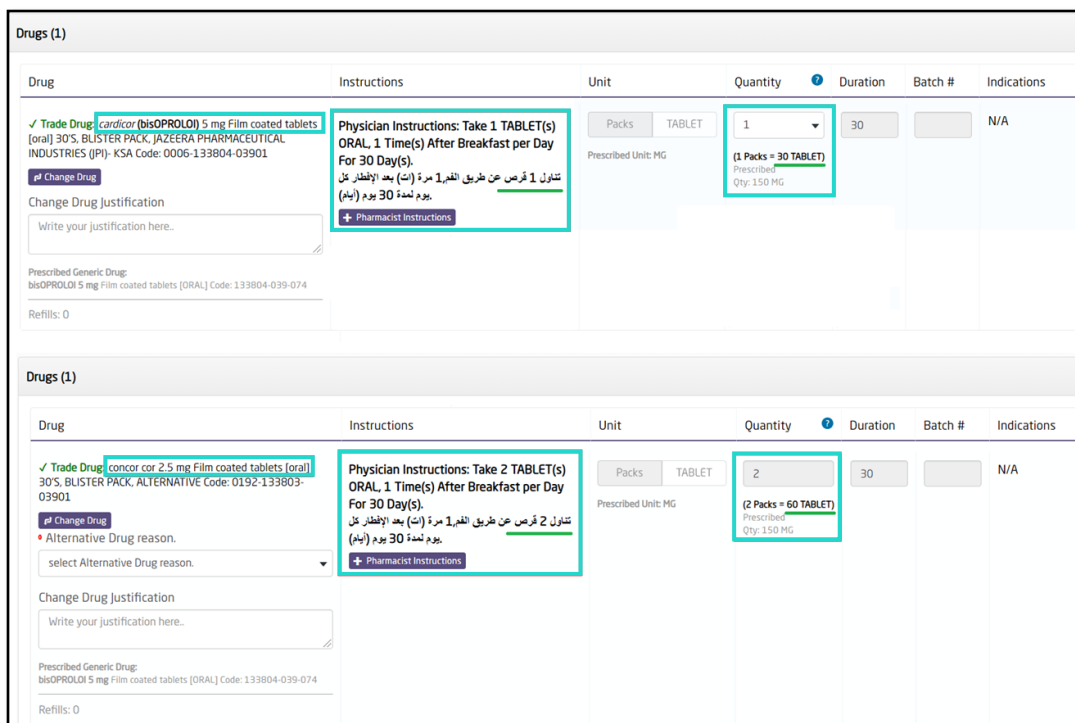 Drugs (1)
Drug Instructions Unit Quantity ? Duration Batch # Indications
✓ Trade Drug: cardicor (bisOPROLOl) 5 mg Film coated tablets
[oral] 30'S, BLISTER PACK, JAZEERA PHARMACEUTICAL
INDUSTRIES (JPI)- KSA Code: 0006-133804-03901
Change Drug
Change Drug Justification
Write your justification here..
Prescribed Generic Drug:
bisOPROLOl 5 mg Film coated tablets [ORAL] Code: 133804-039-074
Refills: 0
Physician Instructions: Take 1 TABLET(s)
ORAL, 1 Time(s) After Breakfast per Day
For 30 Day(s).
تناول 1 قرص عن طريق الفم,1 مرة (ات) بعد الإفطار كل
يوم لمدة 30 يوم (أيام).
+ Pharmacist Instructions
Packs TABLET
Prescribed Unit: MG
1
(1 Packs = 30 TABLET)
Prescribed
Qty: 150 MG
30
N/A
Drugs (1)
Drug Instructions Unit Quantity ? Duration Batch # Indications
✓ Trade Drug: concor cor 2.5 mg Film coated tablets [oral]
30'S, BLISTER PACK, ALTERNATIVE Code: 0192-133803-
03901
Change Drug
Alternative Drug reason.
select Alternative Drug reason.
Change Drug Justification
Write your justification here..
Prescribed Generic Drug:
bisOPROLOl 5 mg Film coated tablets [ORAL] Code: 133804-039-074
Refills: 0
Physician Instructions: Take 2 TABLET(s)
ORAL, 1 Time(s) After Breakfast per Day
For 30 Day(s).
تناول 2 قرص عن طريق الفم,1 مرة (ات) بعد الإفطار كل
يوم لمدة 30 يوم (أيام).
+ Pharmacist Instructions
Packs TABLET
Prescribed Unit: MG
2
(2 Packs = 60 TABLET)
Prescribed
Qty: 150 MG
30
N/A